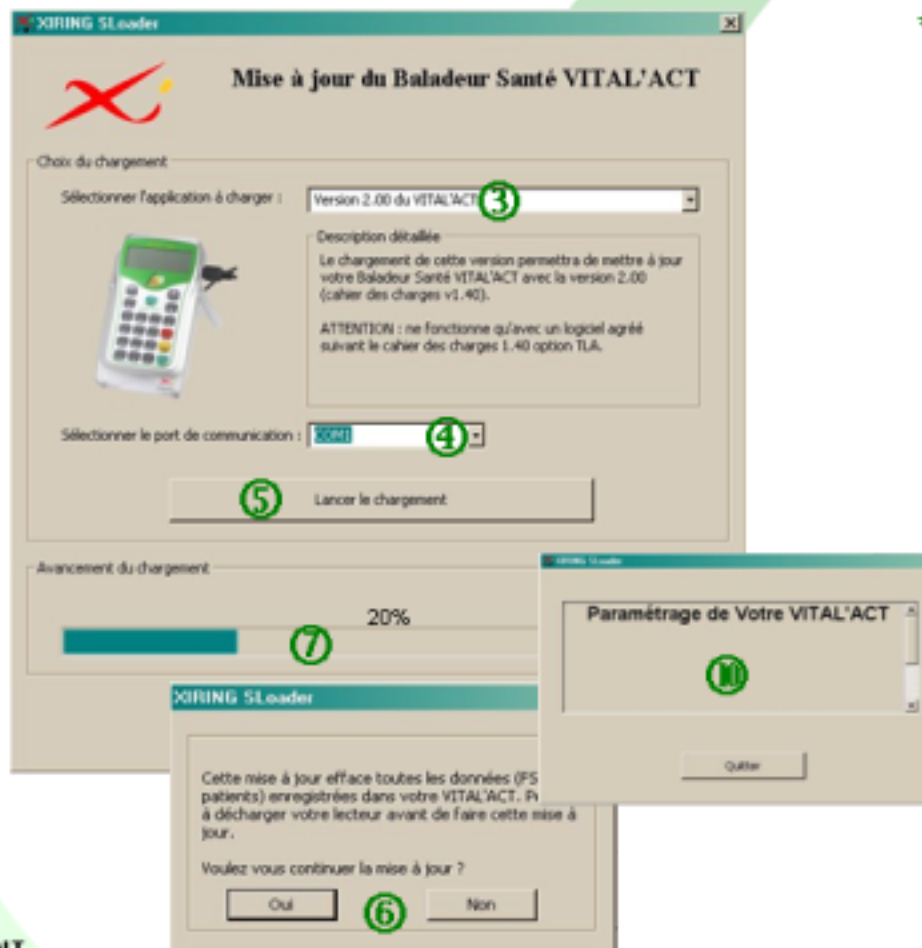 XIRING SLoader
Mise à jour du Baladeur Santé VITAL'ACT
Choix du chargement
Sélectionner l'application à charger :
Version 2.00 du VITAL'ACT
3
Description détaillée
Le chargement de cette version permettra de mettre à jour
votre Baladeur Santé VITAL'ACT avec la version 2.00
(cahier des charges v1.40).
ATTENTION : ne fonctionne qu'avec un logiciel agréé
suivant le cahier des charges 1.40 option TLA.
Sélectionner le port de communication :
COM1
4
5
Lancer le chargement
Avancement du chargement
20%
7
XIRING SLoader
Paramétrage de Votre VITAL'ACT
10
Quitter
XIRING SLoader
Cette mise à jour efface toutes les données (FS
patients) enregistrées dans votre VITAL'ACT.
à décharger votre lecteur avant de faire cette mise à
jour.
Voulez vous continuer la mise à jour ?
Oui
6
Non